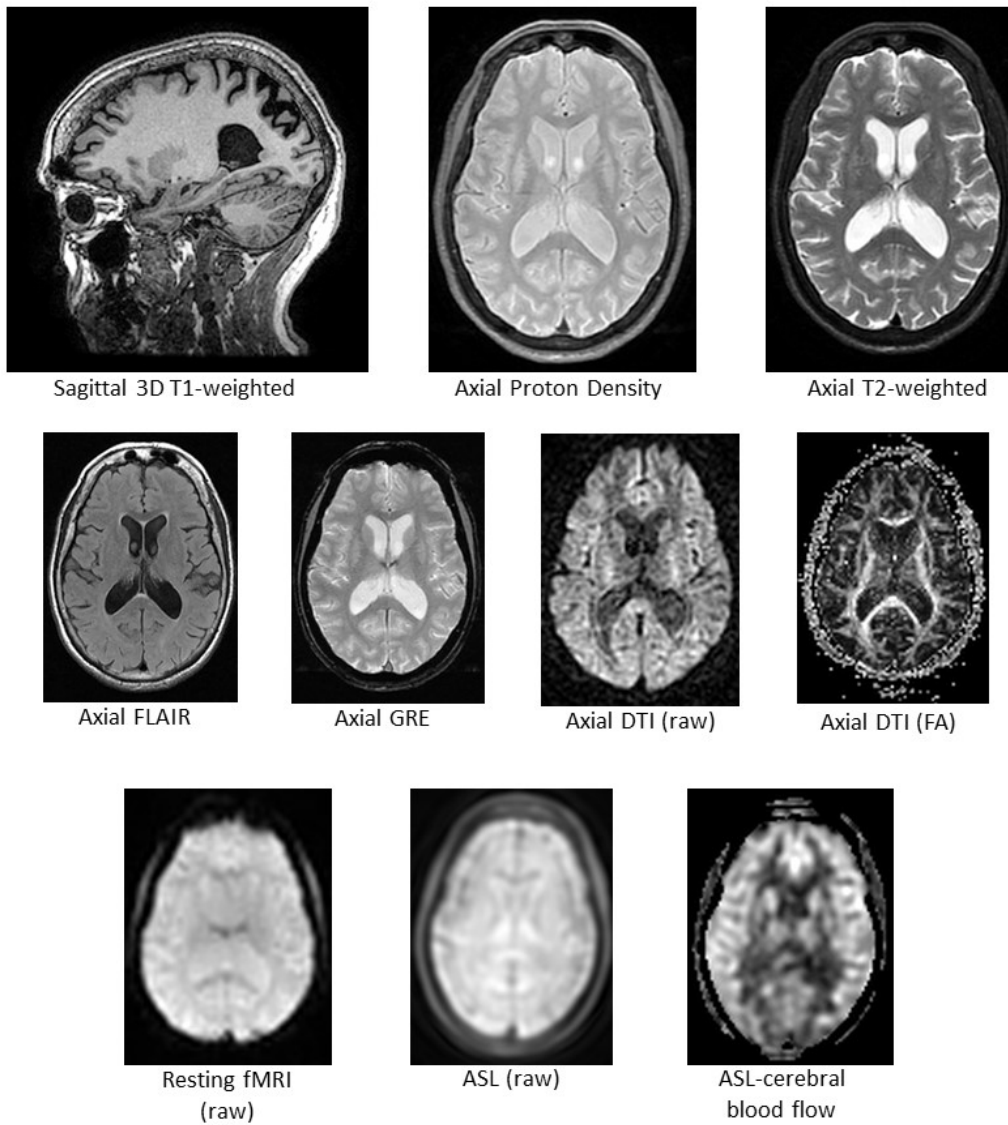 Sagittal 3D T1-weighted
Axial Proton Density
Axial T2-weighted
Axial FLAIR
Axial GRE
Axial DTI (raw)
Axial DTI (FA)
Resting fMRI
(raw)
ASL (raw)
ASL-cerebral
blood flow